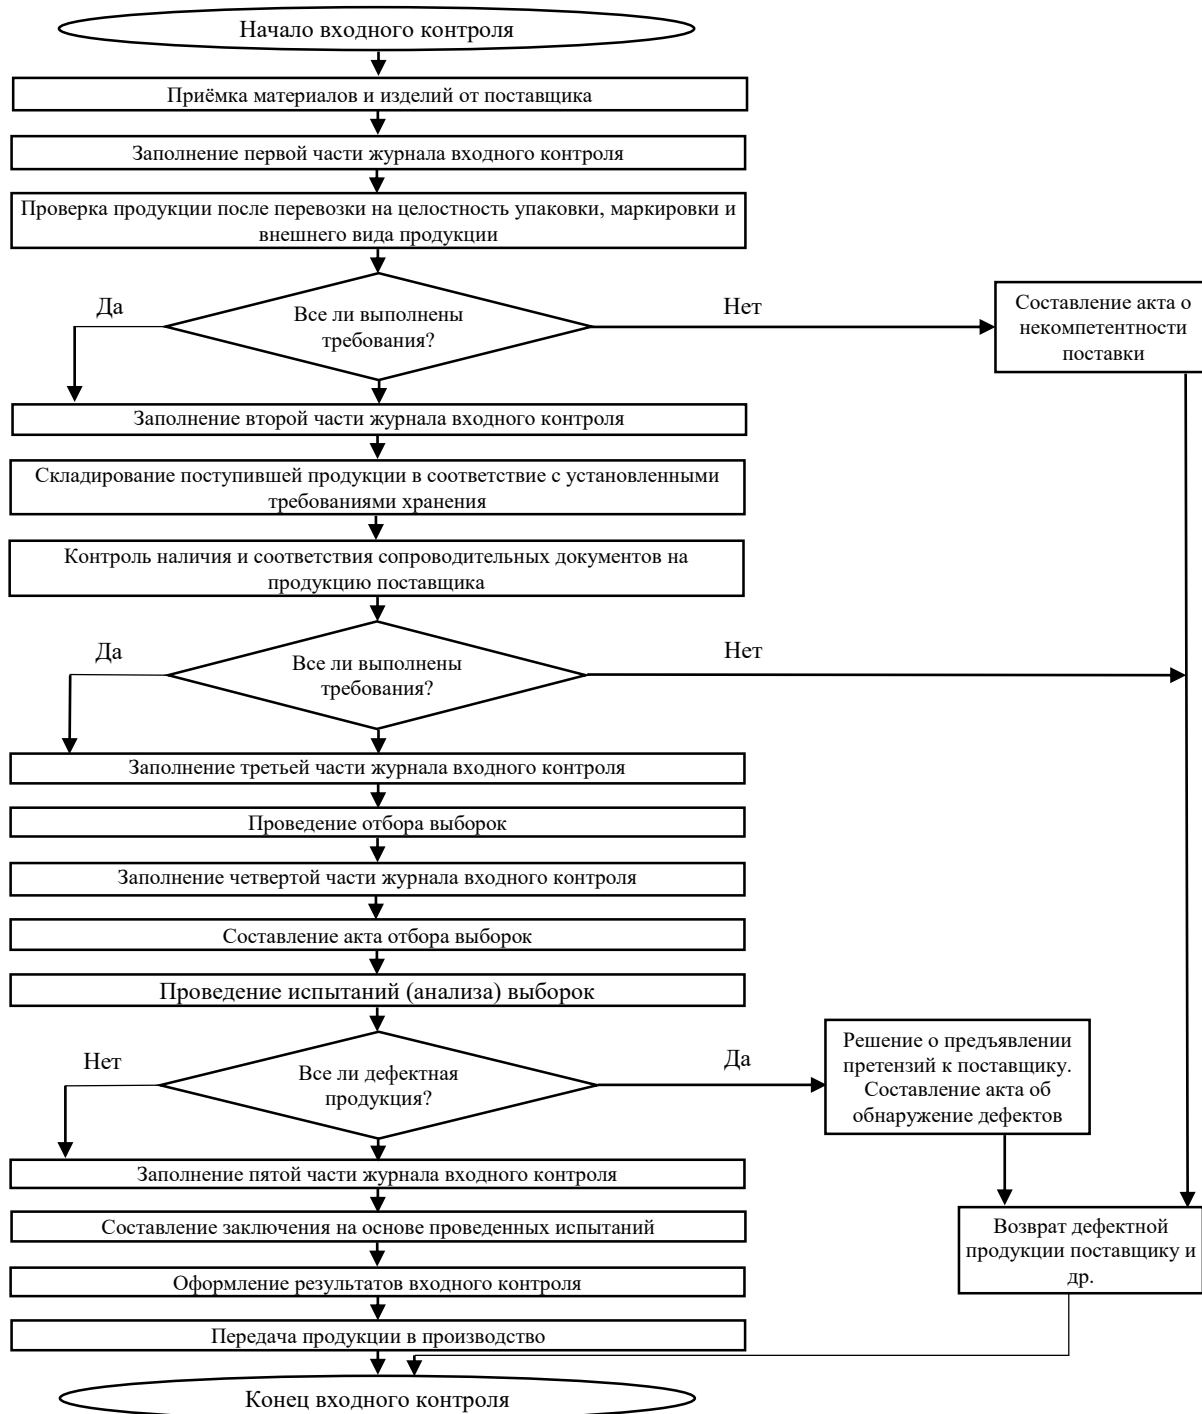 Начало входного контроля
Приёмка материалов и изделий от поставщика
Заполнение первой части журнала входного контроля
Проверка продукции после перевозки на целостность упаковки, маркировки и
внешнего вида продукции
Да
Все ли выполнены
требования?
Нет
Составление акта о
некомпетентности
поставки
Заполнение второй части журнала входного контроля
Складирование поступившей продукции в соответствие с установленными
требованиями хранения
Контроль наличия и соответствия сопроводительных документов на
продукцию поставщика
Да
Все ли выполнены
требования?
Нет
Заполнение третьей части журнала входного контроля
Проведение отбора выборок
Заполнение четвертой части журнала входного контроля
Составление акта отбора выборок
Проведение испытаний (анализа) выборок
Нет
Все ли дефектная
продукция?
Да
Решение о предъявлении
претензий к поставщику.
Составление акта об
обнаружение дефектов
Заполнение пятой части журнала входного контроля
Составление заключения на основе проведенных испытаний
Возврат дефектной
продукции поставщику и
др.
Оформление результатов входного контроля
Передача продукции в производство
Конец входного контроля